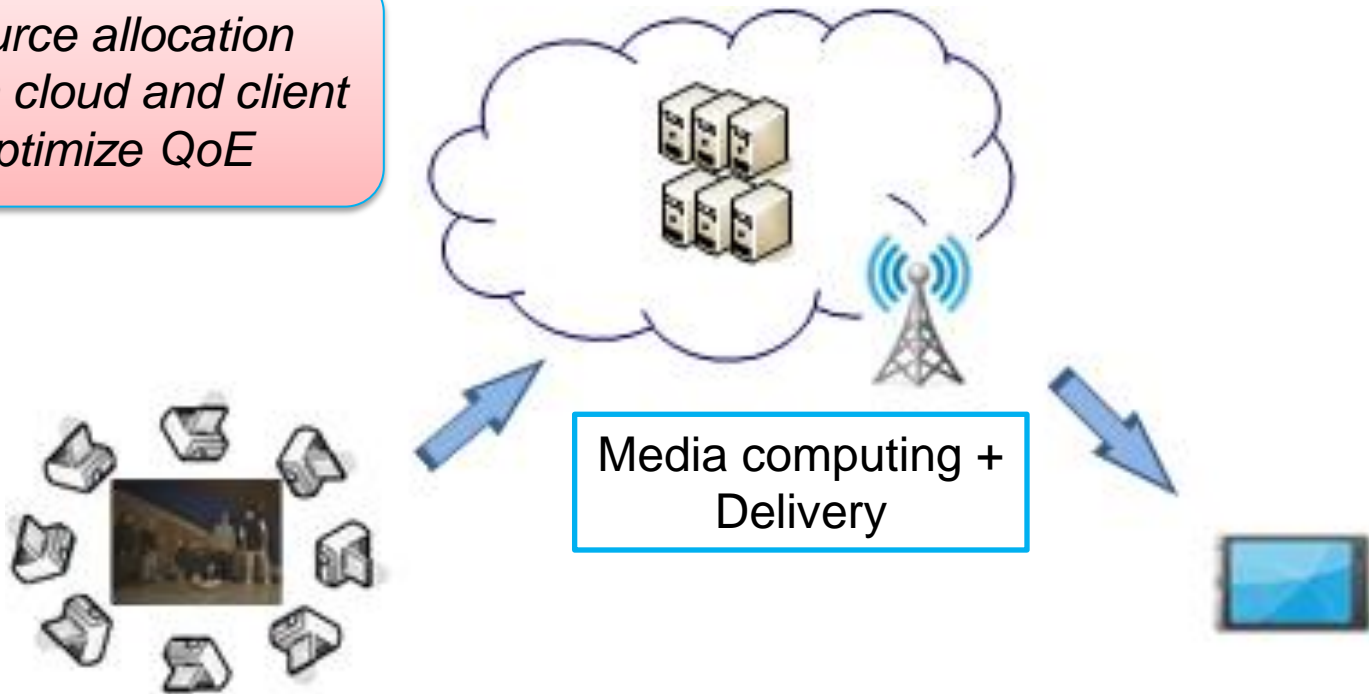 urce allocation
cloud and client
ptimize QoE
Media computing +
Delivery